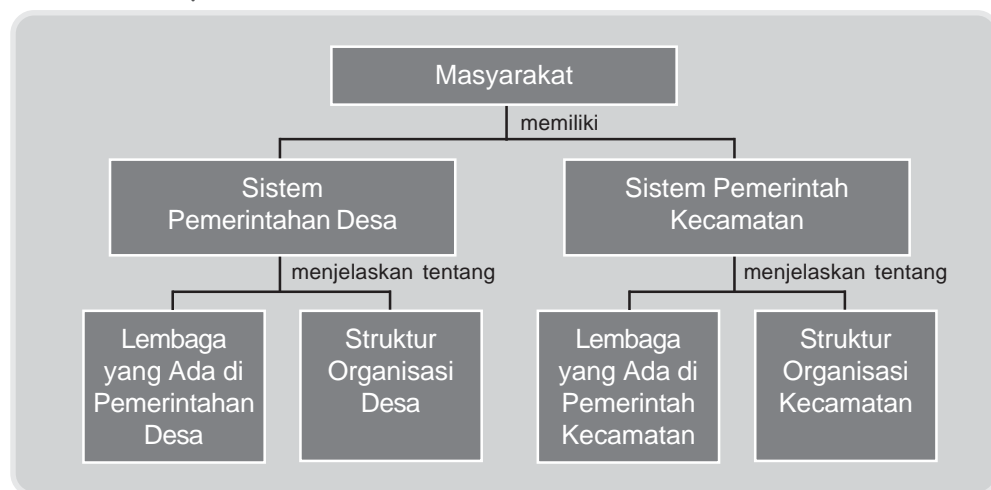 Masyarakat
memiliki
Sistem
Pemerintahan Desa
Sistem Pemerintah
Kecamatan
menjelaskan tentang
menjelaskan tentang
Lembaga
yang Ada di
Pemerintahan
Desa
Struktur
Organisasi
Desa
Lembaga
yang Ada di
Pemerintah
Kecamatan
Struktur
Organisasi
Kecamatan